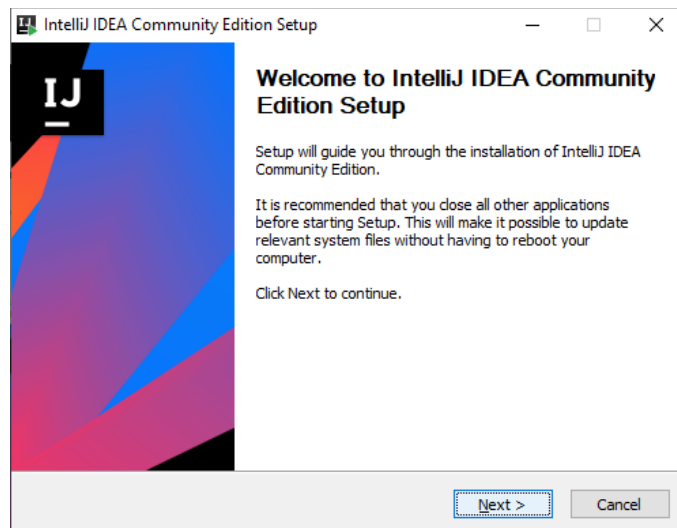 IntelliJ IDEA Community Edition Setup
IJ
Welcome to IntelliJ IDEA Community
Edition Setup
Setup will guide you through the installation of IntelliJ IDEA
Community Edition.
It is recommended that you close all other applications
before starting Setup. This will make it possible to update
relevant system files without having to reboot your
computer.
Click Next to continue.
Next >
Cancel